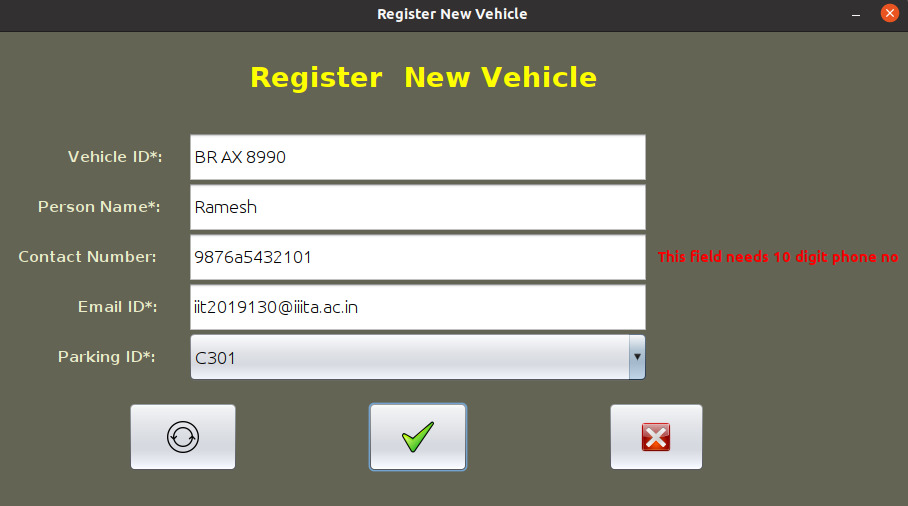 Register New Vehicle
Register New Vehicle
Vehicle ID*: BR AX 8990
Person Name*: Ramesh
Contact Number: 9876a5432101 This field needs 10 digit phone no
Email ID*: iit2019130@iiita.ac.in
Parking ID*: C301